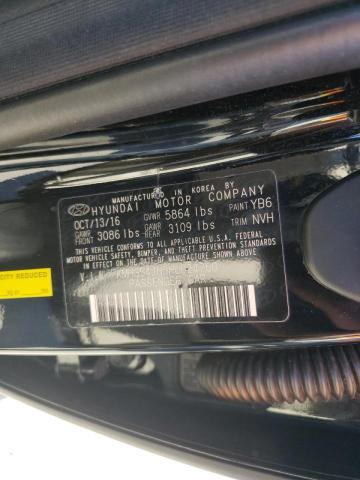 MANUFACTURED IN KOREA BY
HYUNDAI MOTOR COMPANY
OCT/13/16 GVWR 5864 lbs PAINT YB6
GAWR FRONT 3086 lbs GAWR REAR 3109 lbs TRIM NVH
THIS VEHICLE CONFORMS TO ALL APPLICABLE FEDERAL
MOTOR VEHICLE SAFETY, BUMPER, AND THEFT PREVENTION
STANDARDS IN EFFECT ON THE DATE OF MANUFACTURE
SHOWN ABOVE.
V.I.N.
PASSENGER CAR
CITY REDUCED